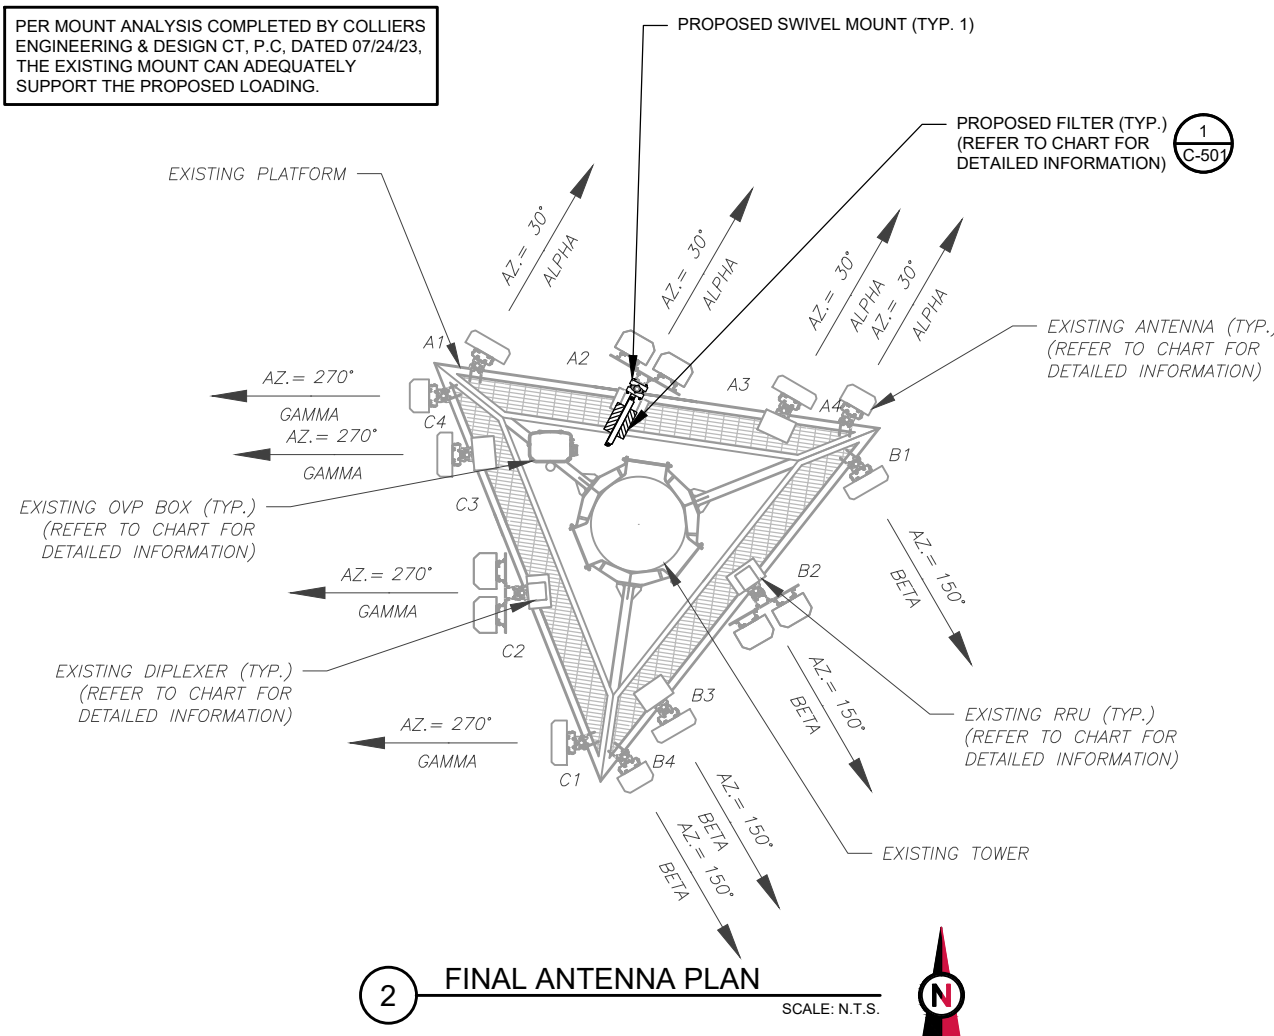 PER MOUNT ANALYSIS COMPLETED BY COLLIERS
ENGINEERING & DESIGN CT, P.C, DATED 07/24/23,
THE EXISTING MOUNT CAN ADEQUATELY
SUPPORT THE PROPOSED LOADING.
PROPOSED SWIVEL MOUNT (TYP. 1)
PROPOSED FILTER (TYP.)
(REFER TO CHART FOR
DETAILED INFORMATION)
1
C-501
EXISTING PLATFORM
AZ.= 30°
ALPHA
AZ.= 30°
ALPHA
AZ.= 30°
ALPHA
AZ.= 30°
ALPHA
EXISTING ANTENNA (TYP.)
(REFER TO CHART FOR
DETAILED INFORMATION)
A1
A2
A3
A4
AZ.= 270°
GAMMA
C4
AZ.= 270°
GAMMA
B1
C3
EXISTING OVP BOX (TYP.)
(REFER TO CHART FOR
DETAILED INFORMATION)
AZ.= 150°
BETA
B2
AZ.= 270°
GAMMA
C2
EXISTING DIPLEXER (TYP.)
(REFER TO CHART FOR
DETAILED INFORMATION)
AZ.= 150°
BETA
B3
EXISTING RRU (TYP.)
(REFER TO CHART FOR
DETAILED INFORMATION)
AZ.= 270°
GAMMA
C1
B4
AZ.= 150°
BETA
AZ.= 150°
BETA
EXISTING TOWER
2
FINAL ANTENNA PLAN
SCALE: N.T.S.
N